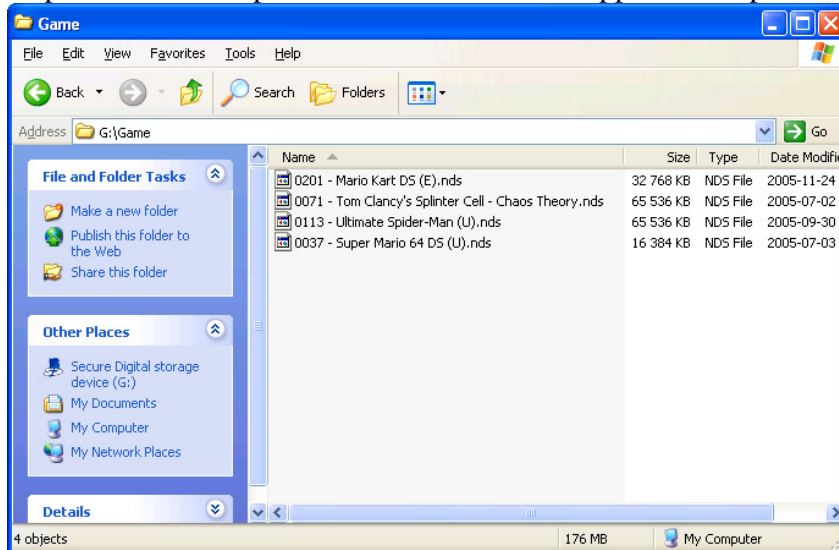 Game
File Edit View Favorites Tools Help
Back Search Folders
Address G:\Game Go
File and Folder Tasks
Make a new folder
Publish this folder to
the Web
Share this folder
Other Places
Secure Digital storage
device (G:)
My Documents
My Computer
My Network Places
Details
Name Size Type Date Modifi
0201 - Mario Kart DS (E).nds 32 768 KB NDS File 2005-11-24
0071 - Tom Clancy's Splinter Cell - Chaos Theory.nds 65 536 KB NDS File 2005-07-02
0113 - Ultimate Spider-Man (U).nds 65 536 KB NDS File 2005-09-30
0037 - Super Mario 64 DS (U).nds 16 384 KB NDS File 2005-07-03
4 objects 176 MB My Computer